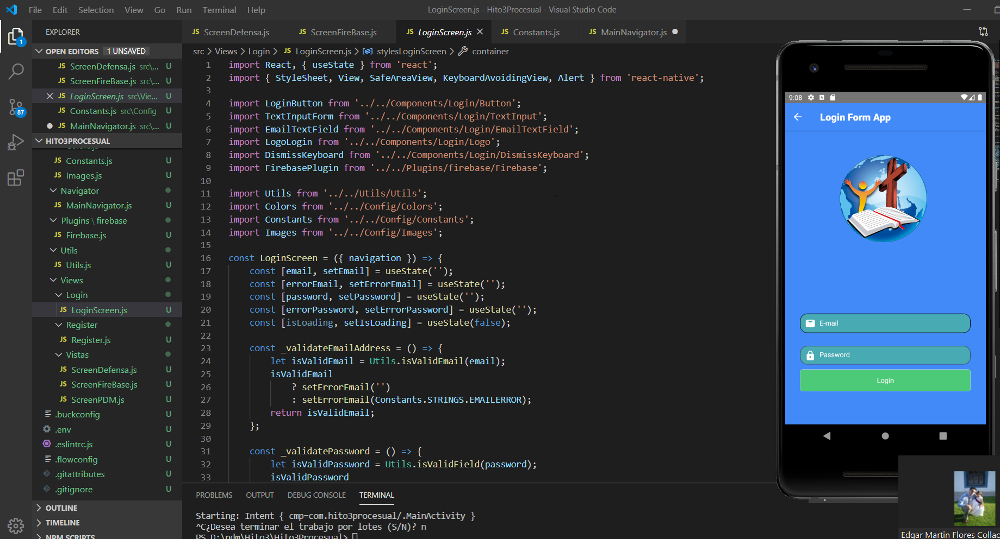 File Edit Selection View Go Run Terminal Help
LoginScreen.js - Hito3Procesual - Visual Studio Code
EXPLORER
OPEN EDITORS 1 UNSAVED
JS ScreenDefensa.js src\... U
JS ScreenFireBase.js src\... U
JS LoginScreen.js src\Vie... U
JS Constants.js src\Config U
JS MainNavigator.js src\... U
HITO3PROCESUAL
JS Constants.js U
JS Images.js U
Navigator
JS MainNavigator.js U
Plugins \ firebase
JS Firebase.js U
Utils
JS Utils.js U
Views
Login
JS LoginScreen.js U
Register
JS Register.js U
Vistas
JS ScreenDefensa.js U
JS ScreenFireBase.js U
JS ScreenPDM.js U
.buckconfig U
.env U
.eslintrc.js U
.flowconfig U
.gitattributes U
.gitignore U
OUTLINE
TIMELINE
NPM SCRIPTS
1
87
JS ScreenDefensa.js JS ScreenFireBase.js JS LoginScreen.js JS Constants.js JS MainNavigator.js
src > Views > Login > JS LoginScreen.js > stylesLoginScreen > container
1 import React, { useState } from 'react';
2 import { StyleSheet, View, SafeAreaView, KeyboardAvoidingView, Alert } from 'react-native';
3
4 import LoginButton from '../../Components/Login/Button';
5 import TextInputForm from '../../Components/Login/TextInput';
6 import EmailTextField from '../../Components/Login/EmailTextField';
7 import LogoLogin from '../../Components/Login/Logo';
8 import DismissKeyboard from '../../Components/Login/DismissKeyboard';
9 import FirebasePlugin from '../../Plugins/firebase/Firebase';
10
11 import Utils from '../../Utils/Utils';
12 import Colors from '../../Config/Colors';
13 import Constants from '../../Config/Constants';
14 import Images from '../../Config/Images';
15
16 const LoginScreen = ({ navigation }) => {
17 const [email, setEmail] = useState('');
18 const [errorEmail, setErrorEmail] = useState('');
19 const [password, setPassword] = useState('');
20 const [errorPassword, setErrorPassword] = useState('');
21 const [isLoading, setIsLoading] = useState(false);
22
23 const _validateEmailAddress = () => {
24 let isValidEmail = Utils.isValidEmail(email);
25 isValidEmail
26 ? setErrorEmail('')
27 : setErrorEmail(Constants.STRINGS.EMAILERROR);
28 return isValidEmail;
29 };
30
31 const _validatePassword = () => {
32 let isValidPassword = Utils.isValidField(password);
33 isValidPassword
PROBLEMS OUTPUT DEBUG CONSOLE TERMINAL
Starting: Intent { cmp=com.hito3procesual/.MainActivity }
^C¿Desea terminar el trabajo por lotes (S/N)? n
PS D:\pdm\Hito3\Hito3Procesual>
9:08
Login Form App
E-mail
Password
Login
Edgar Martin Flores Collao